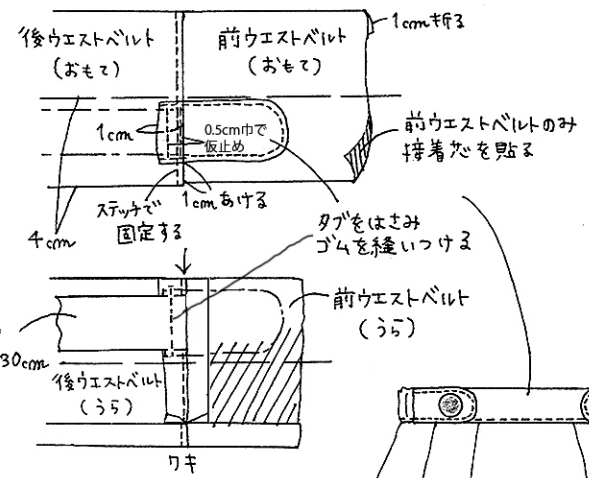 後ウエストベルト
(おもて)
前ウエストベルト
(おもて)
1cm折る
1cm
0.5cm巾で
仮止め
前ウエストベルトのみ
接着芯を貼る
ステッチで
固定する
1cmあける
4cm
タブをはさみ
ゴムを縫いつける
前ウエストベルト
(うら)
30cm
後ウエストベルト
(うら)
ワキ